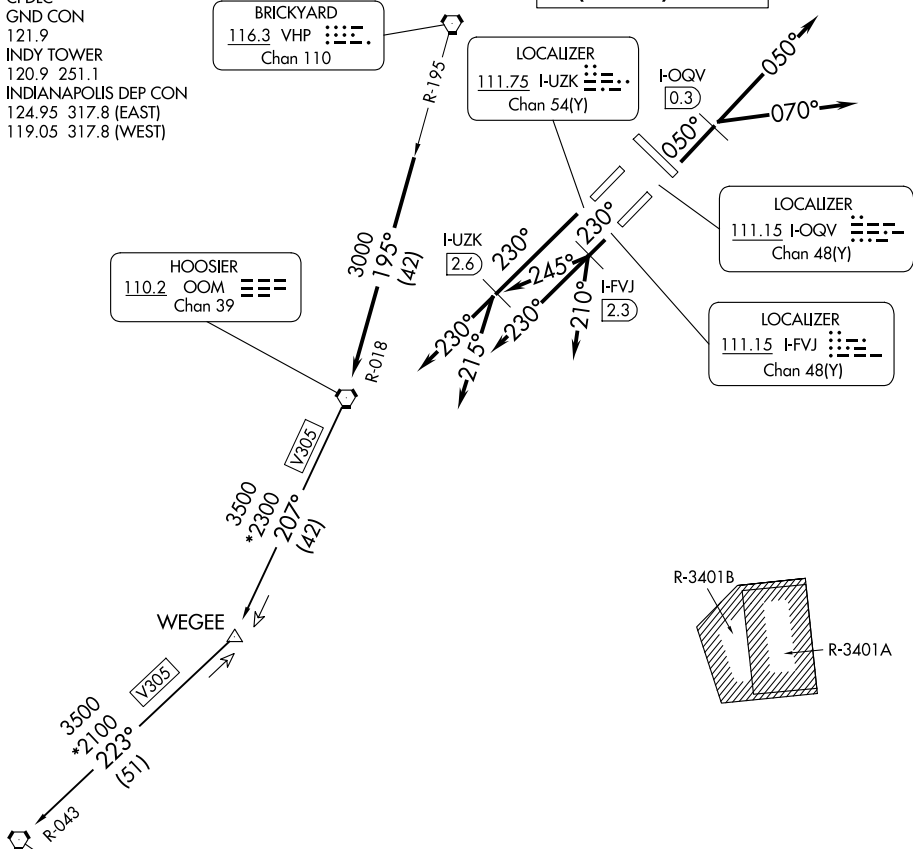 GND CON
121.9
INDY TOWER
120.9 251.1
INDIANAPOLIS DEP CON
124.95 317.8 (EAST)
119.05 317.8 (WEST)
BRICKYARD
116.3 VHP
Chan 110
R-195
LOCALIZER
111.75 I-UZK
Chan 54(Y)
I-OQV
0.3
050°
050°
070°
LOCALIZER
111.15 I-OQV
Chan 48(Y)
LOCALIZER
111.15 I-FVJ
Chan 48(Y)
I-UZK
2.6
230°
230°
245°
I-FVJ
2.3
230°
215°
230°
210°
3000
195°
(42)
HOOSIER
110.2 OOM
Chan 39
R-018
V305
3500
*2300
207°
(42)
WEGEE
V305
3500
*2100
223°
(51)
R-043
R-3401B
R-3401A